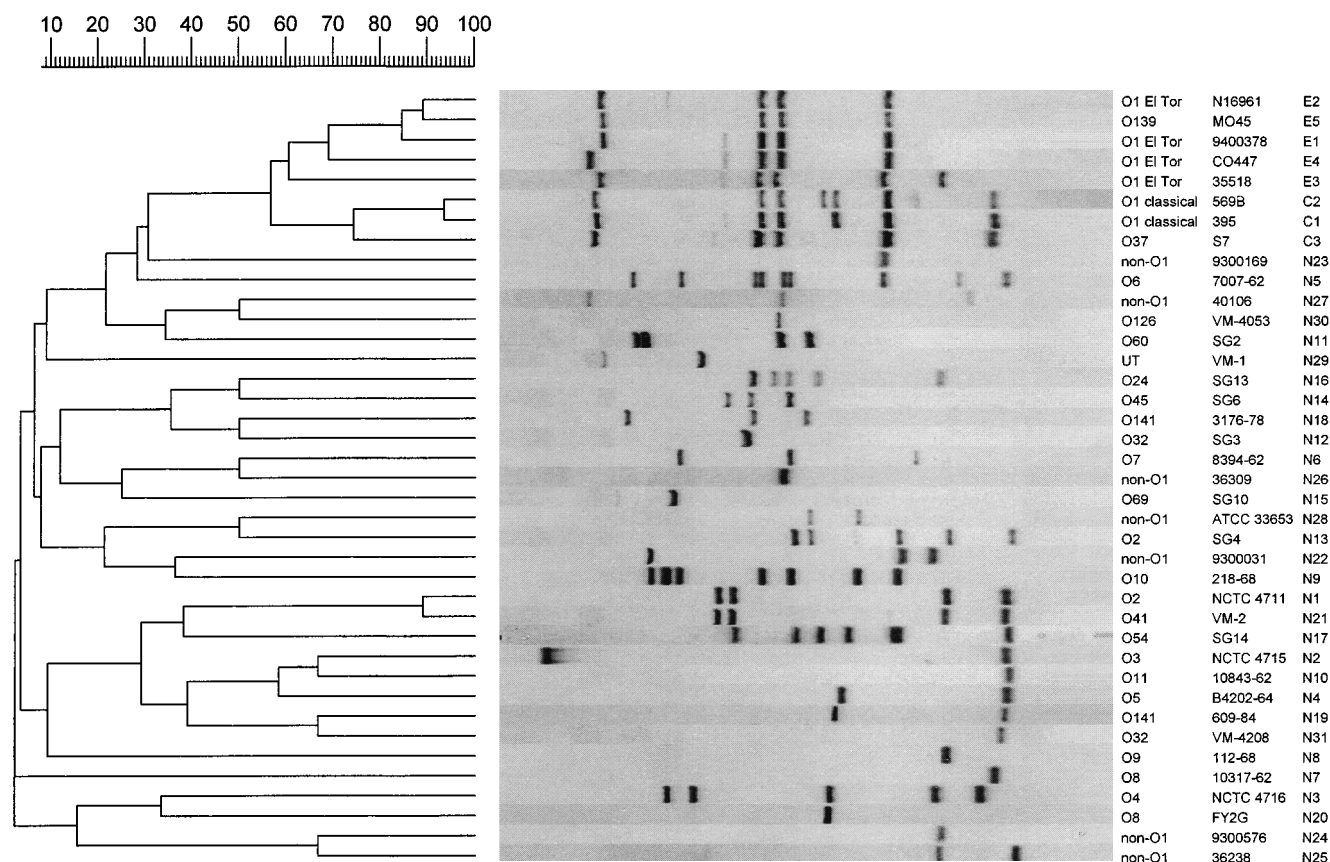 10 20 30 40 50 60 70 80 90 100
O1 El Tor N16961 E2
O139 MO45 E5
O1 El Tor 9400378 E1
O1 El Tor CO447 E4
O1 El Tor 35518 E3
O1 classical 569B C2
O1 classical 395 C1
O37 S7 C3
non-O1 9300169 N23
O6 7007-62 N5
non-O1 40106 N27
O126 VM-4053 N30
O60 SG2 N11
UT VM-1 N29
O24 SG13 N16
O45 SG6 N14
O141 3176-78 N18
O32 SG3 N12
O7 8394-62 N6
non-O1 36309 N26
O69 SG10 N15
non-O1 ATCC 33653 N28
O2 SG4 N13
non-O1 9300031 N22
O10 218-68 N9
O2 NCTC 4711 N1
O41 VM-2 N21
O54 SG14 N17
O3 NCTC 4715 N2
O11 10843-62 N10
O5 B4202-64 N4
O141 609-84 N19
O32 VM-4208 N31
O9 112-68 N8
O8 10317-62 N7
O4 NCTC 4716 N3
O8 FY2G N20
non-O1 9300576 N24
non-O1 36238 N25